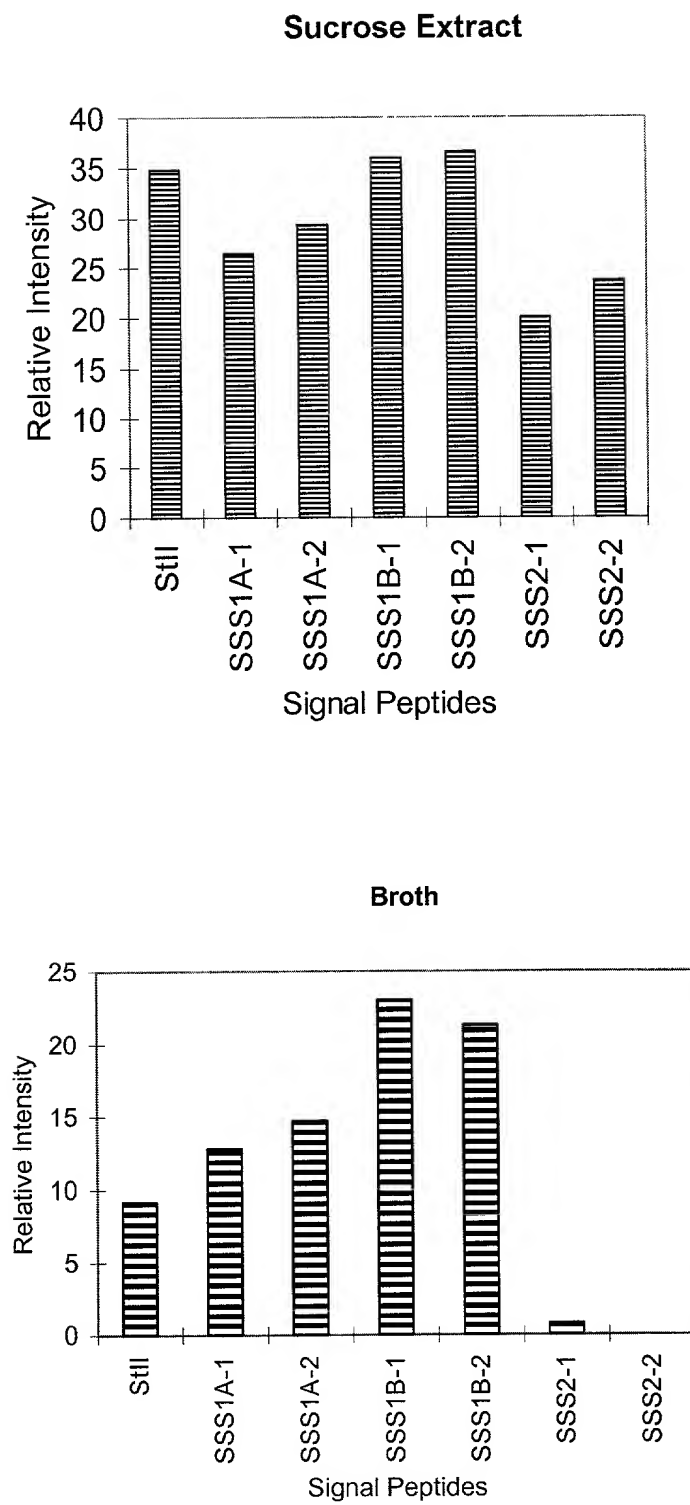 Sucrose Extract
40
35
30
25
20
15
10
5
0
Relative Intensity
StII
SSS1A-1
SSS1A-2
SSS1B-1
SSS1B-2
SSS2-1
SSS2-2
Signal Peptides
Broth
25
20
15
10
5
0
Relative Intensity
StII
SSS1A-1
SSS1A-2
SSS1B-1
SSS1B-2
SSS2-1
SSS2-2
Signal Peptides